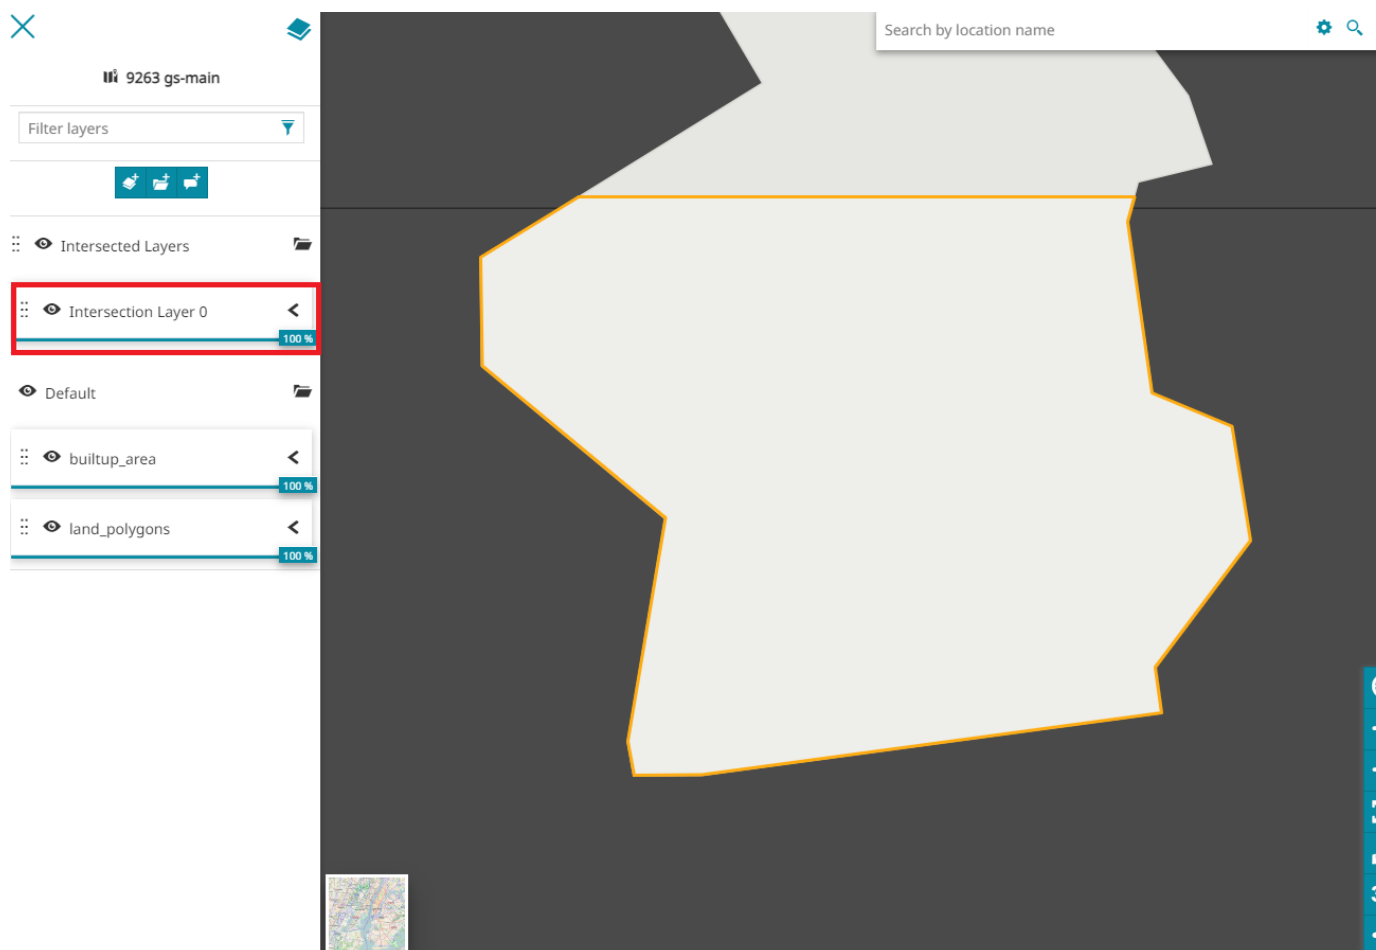 9263 gs-main
Search by location name
Filter layers
Intersected Layers
Intersection Layer 0
100 %
Default
builtup_area
100 %
land_polygons
100 %